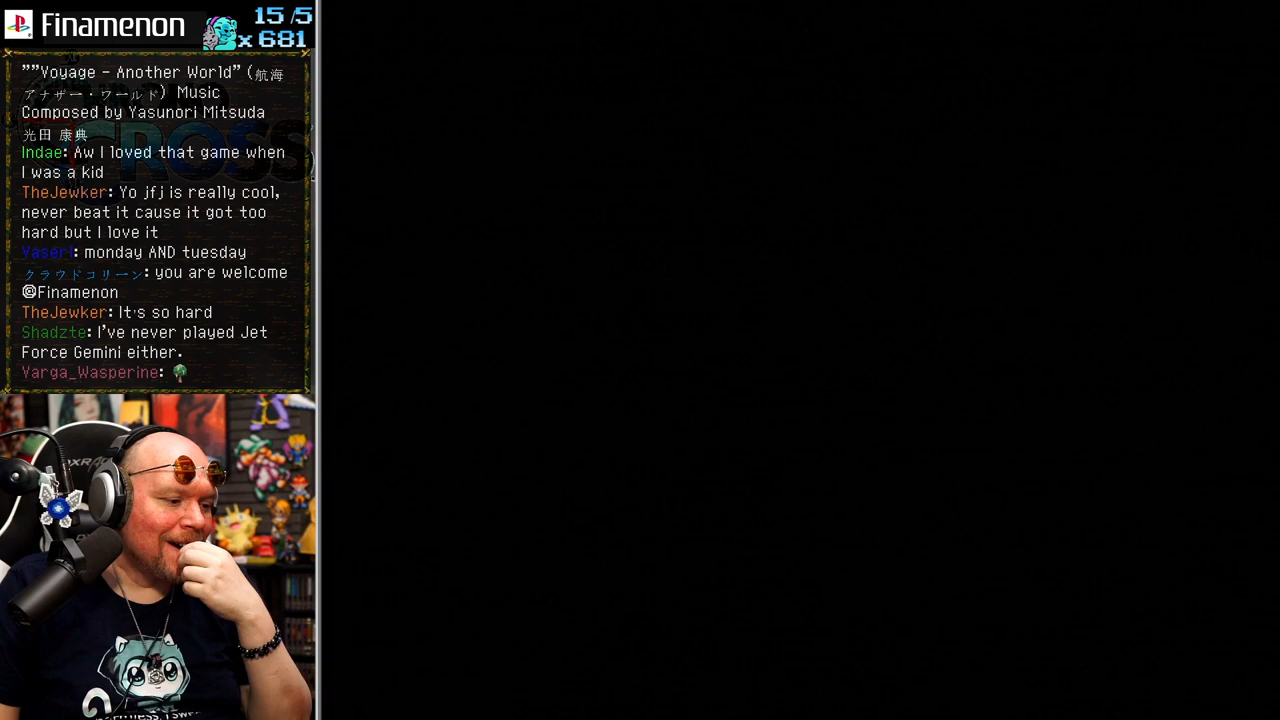 Finamenon
15/5
x681
""Voyage - Another World" (航海
アナザー・ワールド) Music
Composed by Yasunori Mitsuda
光田 康典
CROSS
Indae: Aw I loved that game when
I was a kid
TheJewker: Yo jfj is really cool,
never beat it cause it got too
hard but I love it
Vaseri: monday AND tuesday
クラウドコリーン: you are welcome
@Finamenon
TheJewker: It's so hard
Shadzte: I've never played Jet
Force Gemini either.
Varga_Wasperine: